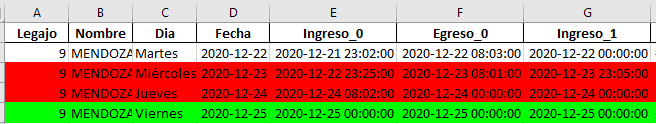 A B C D E F G
Legajo Nombre Dia Fecha Ingreso_0 Egreso_0 Ingreso_1
9 MENDOZA Martes 2020-12-22 2020-12-21 23:02:00 2020-12-22 08:03:00 2020-12-22 00:00:00
9 MENDOZA Miércoles 2020-12-23 2020-12-22 23:25:00 2020-12-23 08:01:00 2020-12-23 23:05:00
9 MENDOZA Jueves 2020-12-24 2020-12-24 08:02:00 2020-12-24 00:00:00 2020-12-24 00:00:00
9 MENDOZA Viernes 2020-12-25 2020-12-25 00:00:00 2020-12-25 00:00:00 2020-12-25 00:00:00